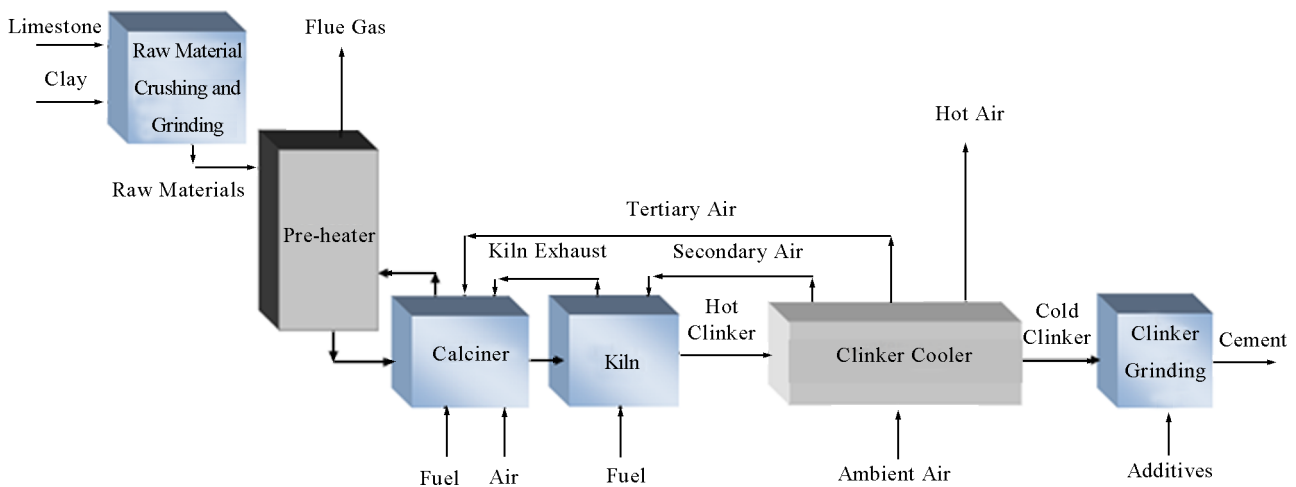 Limestone
Clay
Raw Material
Crushing and
Grinding
Flue Gas
Raw Materials
Pre-heater
Hot Air
Tertiary Air
Kiln Exhaust
Secondary Air
Hot
Clinker
Cold
Clinker
Calciner
Kiln
Clinker Cooler
Clinker
Grinding
Cement
Fuel
Air
Fuel
Ambient Air
Additives